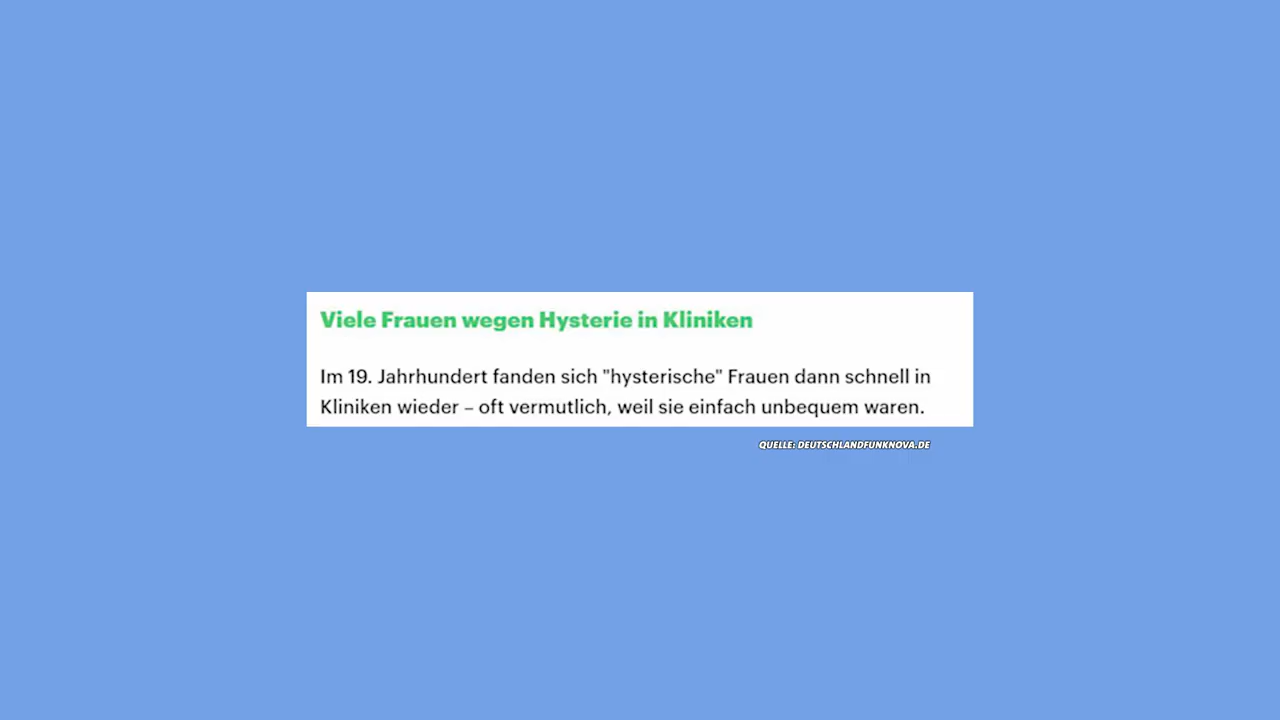 Viele Frauen wegen Hysterie in Kliniken
Im 19. Jahrhundert fanden sich "hysterische" Frauen dann schnell in
Kliniken wieder – oft vermutlich, weil sie einfach unbequem waren.
QUELLE: DEUTSCHLANDFUNKNOVA.DE